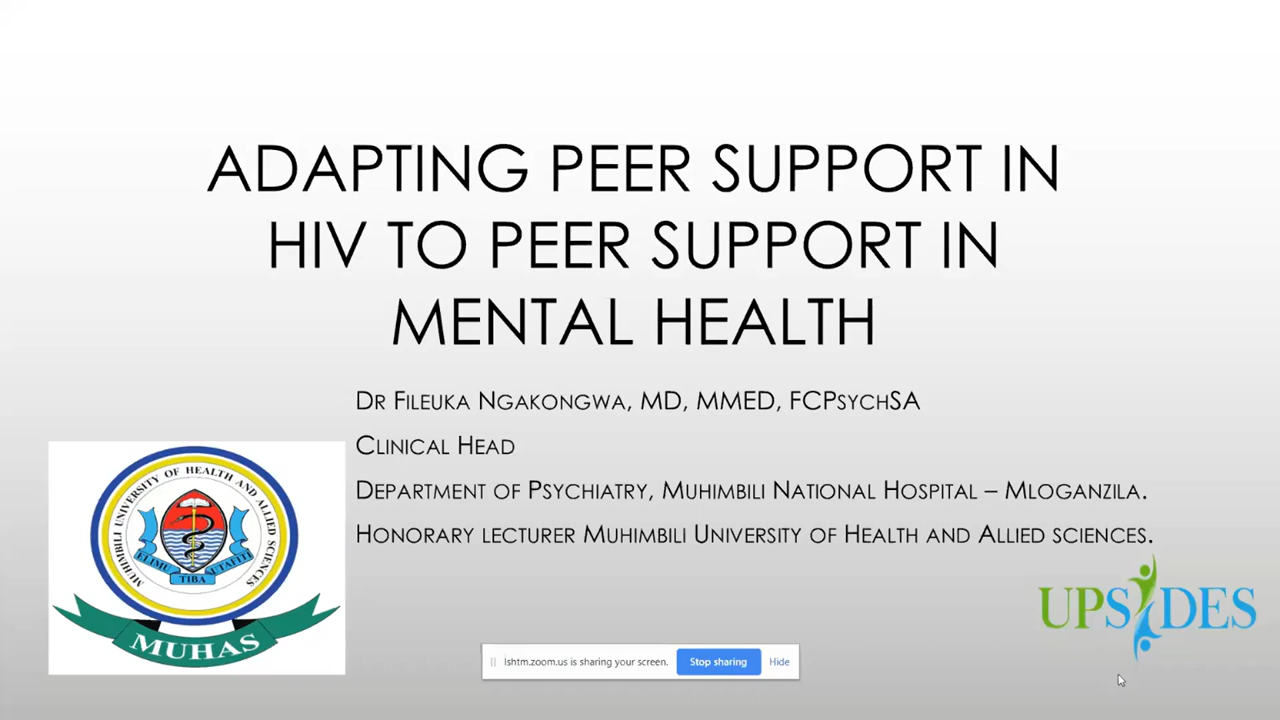 ADAPTING PEER SUPPORT IN
HIV TO PEER SUPPORT IN
MENTAL HEALTH
DR FILEUKA NGAKONGWA, MD, MMED, FCPSYCHSA
CLINICAL HEAD
DEPARTMENT OF PSYCHIATRY, MUHIMBILI NATIONAL HOSPITAL – MLOGANZILA.
HONORARY LECTURER MUHIMBILI UNIVERSITY OF HEALTH AND ALLIED SCIENCES.
MUHIMBILI UNIVERSITY OF HEALTH AND ALLIED SCIENCES
ELIMU TIBA UTAFITI
MUHAS
UPSIDES
lshtm.zoom.us is sharing your screen.
Stop sharing
Hide